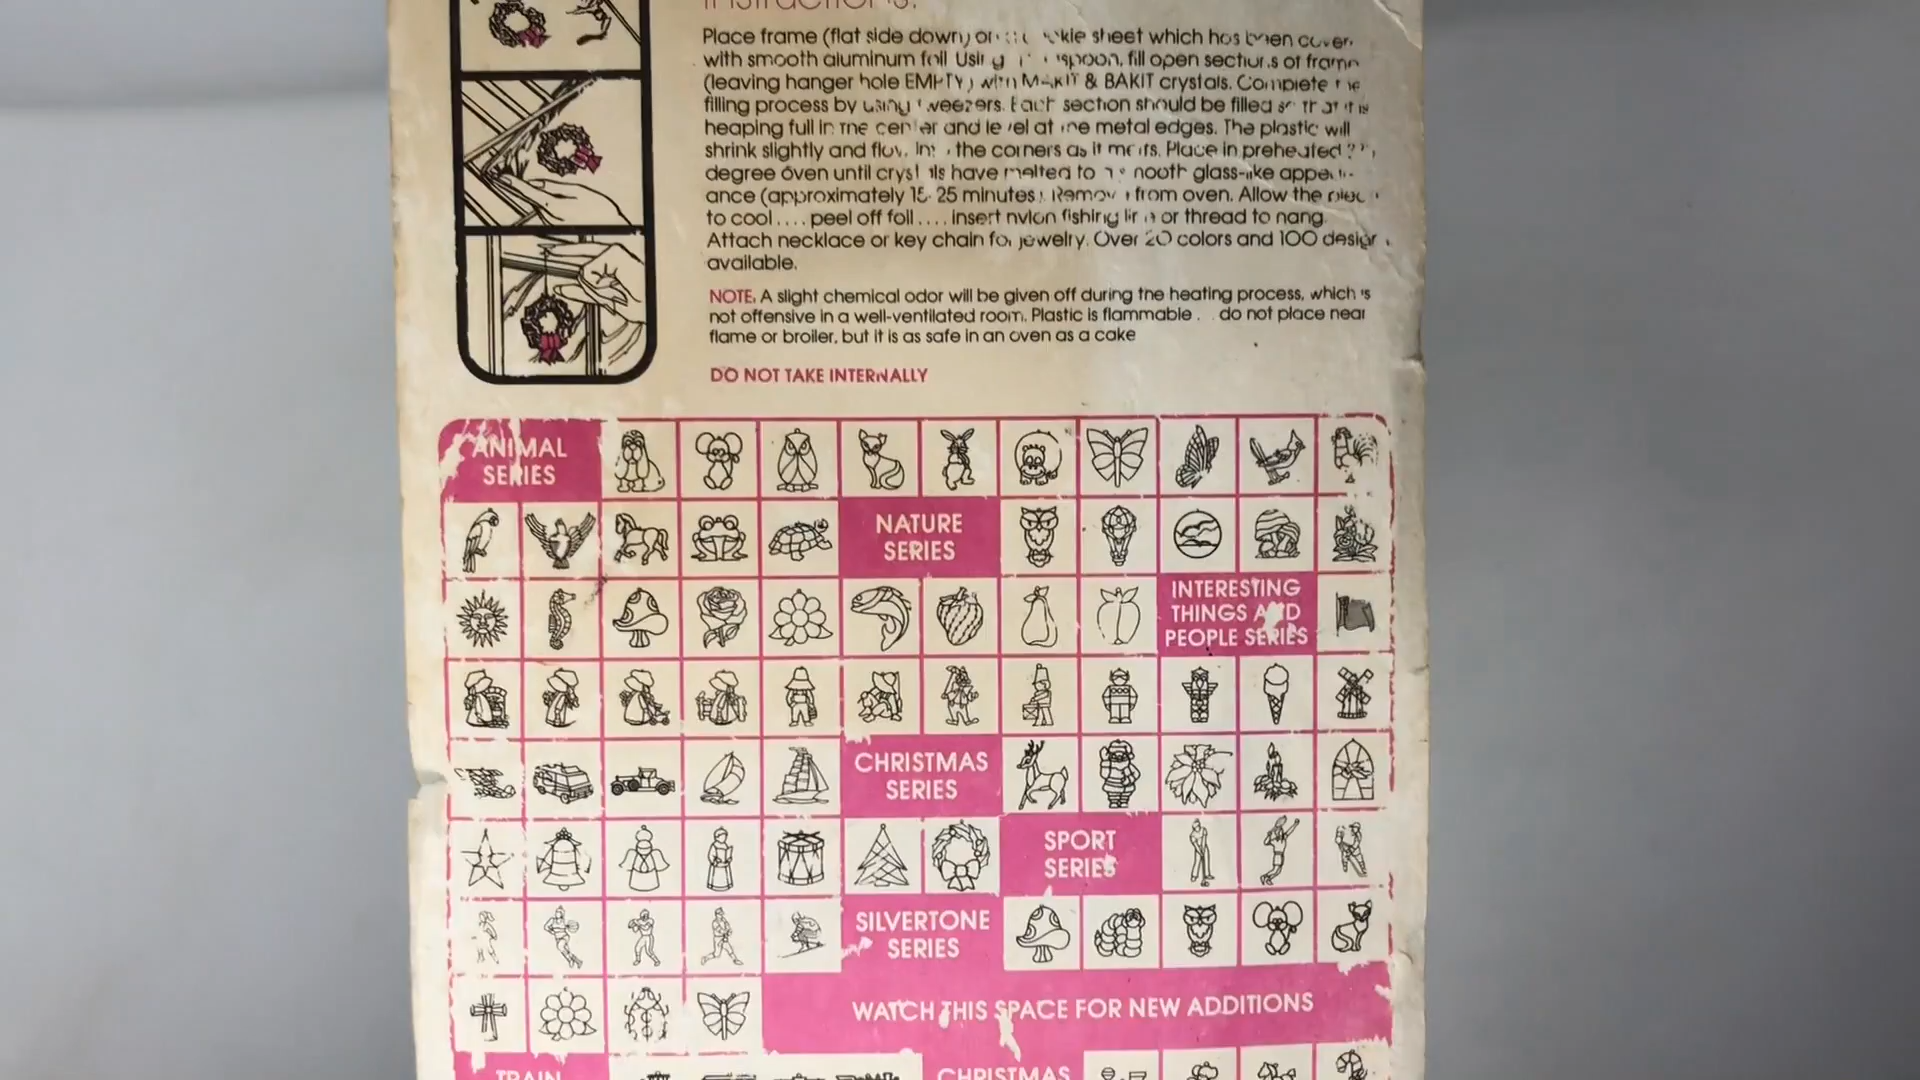 Instructions:
Place frame (flat side down) on sheet which has been
with smooth aluminum foil Using spoon, fill open sections of frame
(leaving hanger hole EMPTY) with MAKIT & BAKIT crystals. Complete the
filling process by using tweezers. Each section should be filled so that it is
heaping full in the center and level at the metal edges. The plastic will
shrink slightly and flow the corners as it melts. Place in preheated
degree oven until crystals have melted to smooth glass-like
ance (approximately 15-25 minutes) Remove from oven. Allow the
to cool.... peel off foil.... insert nylon fishing line or thread to hang
Attach necklace or key chain for jewelry. Over 20 colors and 100 designs
available.
NOTE. A slight chemical odor will be given off during the heating process, which is
not offensive in a well-ventilated room. Plastic is flammable . . do not place near
flame or broiler, but it is as safe in an oven as a cake
DO NOT TAKE INTERNALLY
ANIMAL
SERIES
NATURE
SERIES
INTERESTING
THINGS AND
PEOPLE SERIES
CHRISTMAS
SERIES
SPORT
SERIES
SILVERTONE
SERIES
WATCH THIS SPACE FOR NEW ADDITIONS
TRAIN
CHRISTMAS